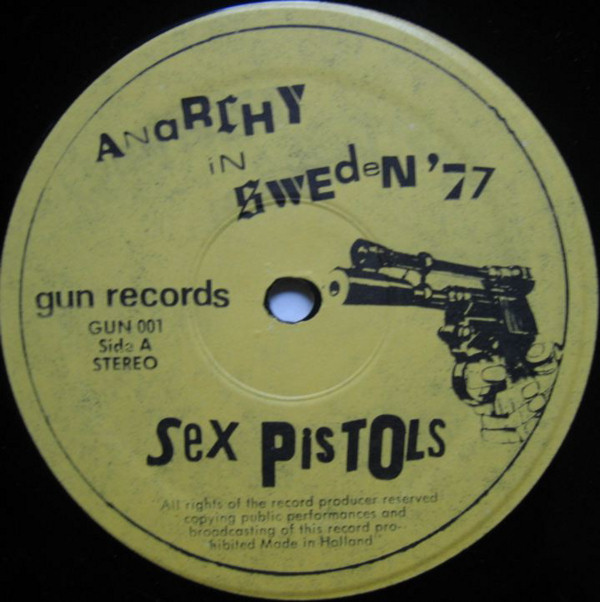 AnaRCHY
iN
SWEdeN '77
gun records
GUN 001
Side A
STEREO
Sex PisTOLS
"All rights of the record producer reserved
copying public performances and
broadcasting of this record pro-
hibited Made in Holland"